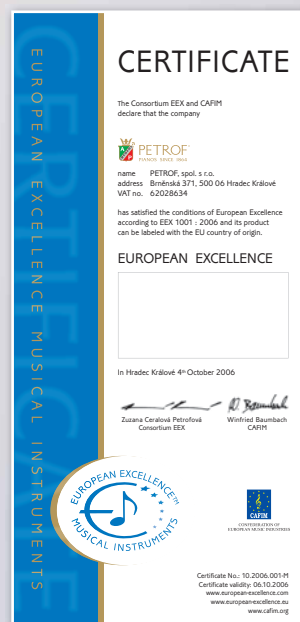 CERTIFICATE
EUROPEAN EXCELLENCE MUSICAL INSTRUMENTS
CERTIFICATE
The Consortium EEX and CAFIM
declare that the company
PETROF
PIANOS SINCE 1864
name PETROF, spol. s r.o.
address Brněnská 371, 500 06 Hradec Králové
VAT no. 62028634
has satisfied the conditions of European Excellence
according to EEX 1001 : 2006 and its product
can be labeled with the EU country of origin.
EUROPEAN EXCELLENCE
In Hradec Králové 4th October 2006
Zuzana Ceralová Petrofová
Consortium EEX
Winfried Baumbach
CAFIM
EUROPEAN EXCELLENCE™
MUSICAL INSTRUMENTS
CAFIM
CONFEDERATION OF
EUROPEAN MUSIC INDUSTRIES
Certificate No.: 10.2006.001-M
Certificate validity: 06.10.2006
www.european-excellence.com
www.european-excellence.eu
www.cafim.org